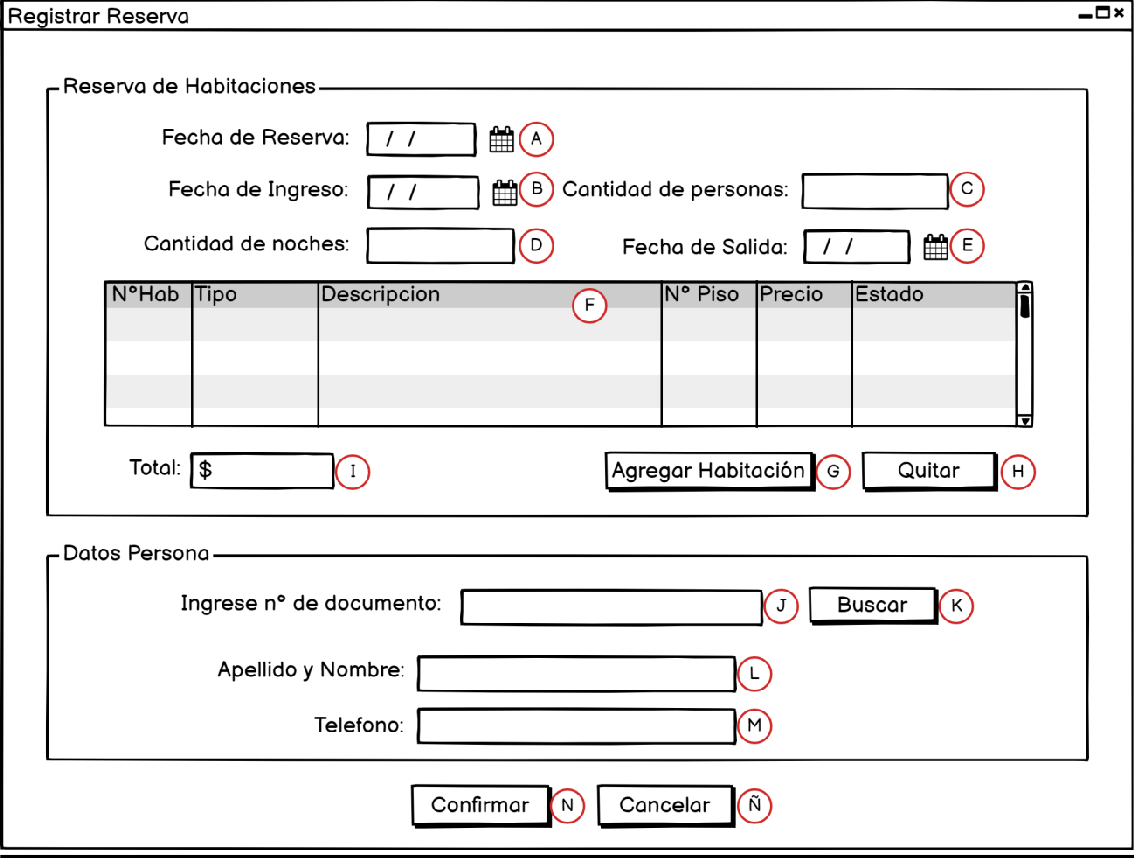 Registrar Reserva
Reserva de Habitaciones
Fecha de Reserva: / / A
Fecha de Ingreso: / / B Cantidad de personas: C
Cantidad de noches: D Fecha de Salida: / / E
N°Hab Tipo Descripcion F N° Piso Precio Estado
Total: $ I Agregar Habitación G Quitar H
Datos Persona
Ingrese n° de documento: J Buscar K
Apellido y Nombre: L
Telefono: M
Confirmar N Cancelar Ñ